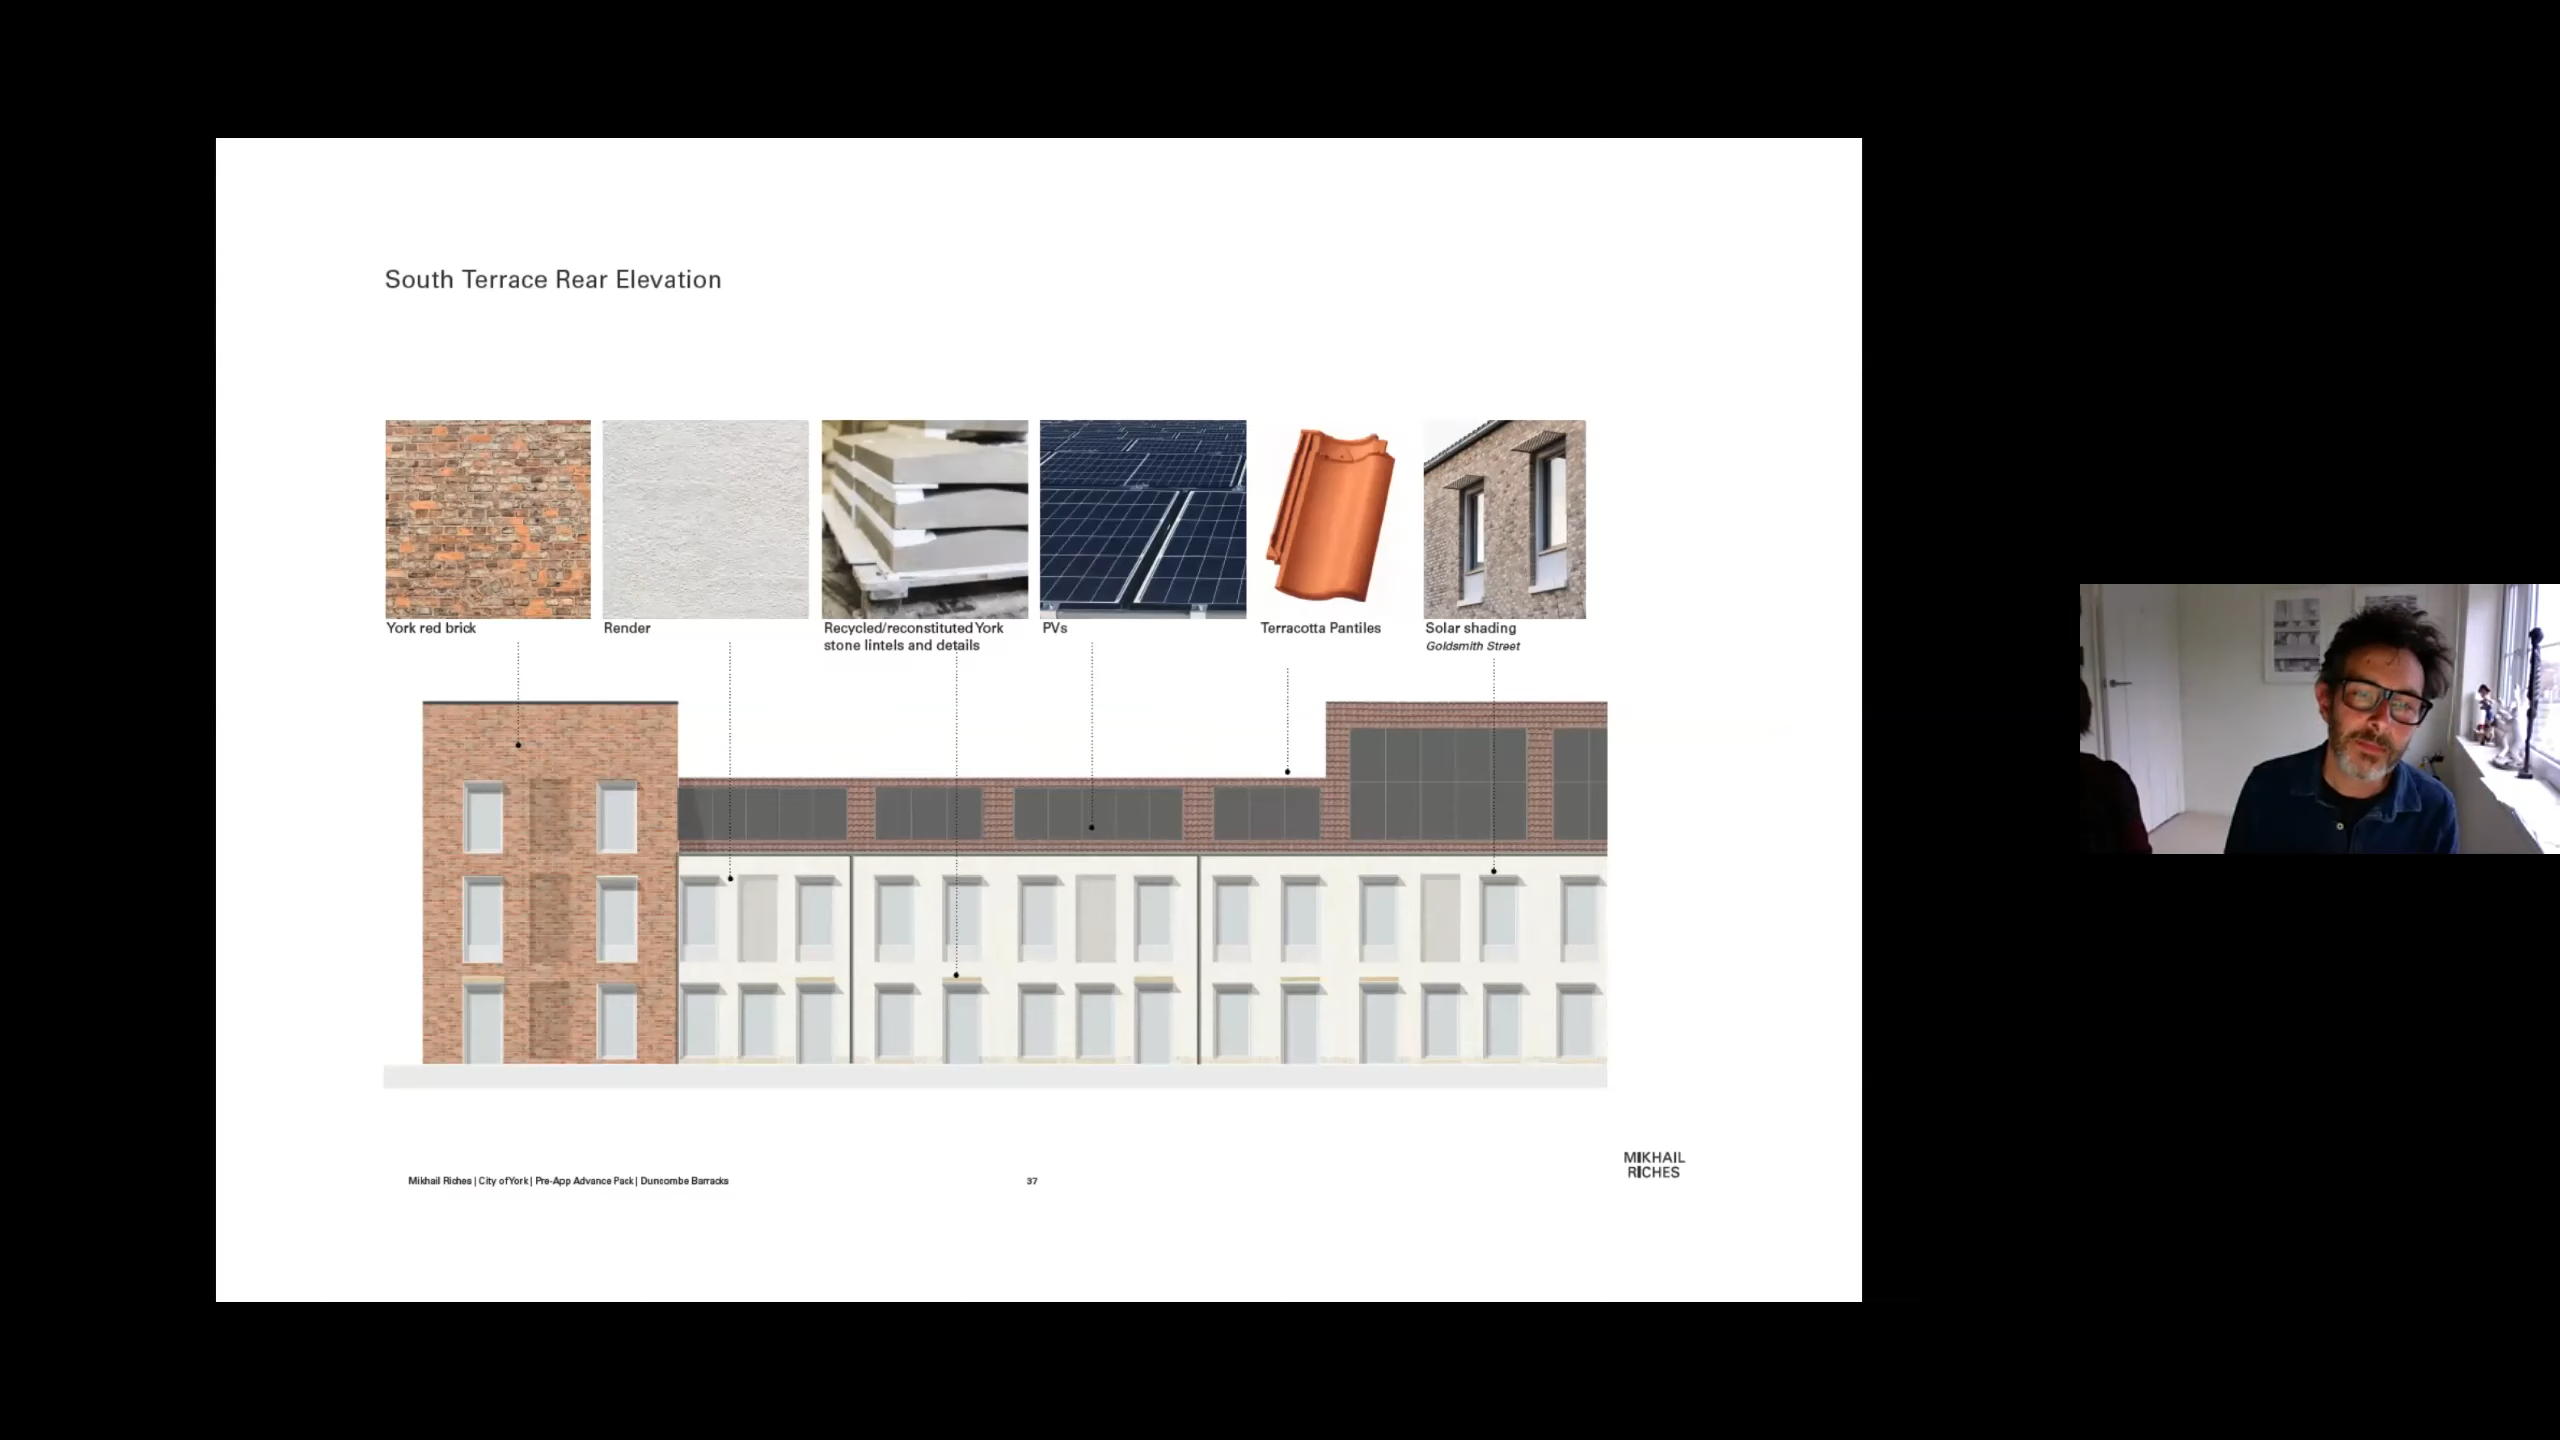 South Terrace Rear Elevation
York red brick
Render
Recycled/reconstituted York
stone lintels and details
PVs
Terracotta Pantiles
Solar shading
Goldsmith Street
Mikhail Riches | City of York | Pre-App Advance Pack | Duncombe Barracks
37
MIKHAIL
RICHES